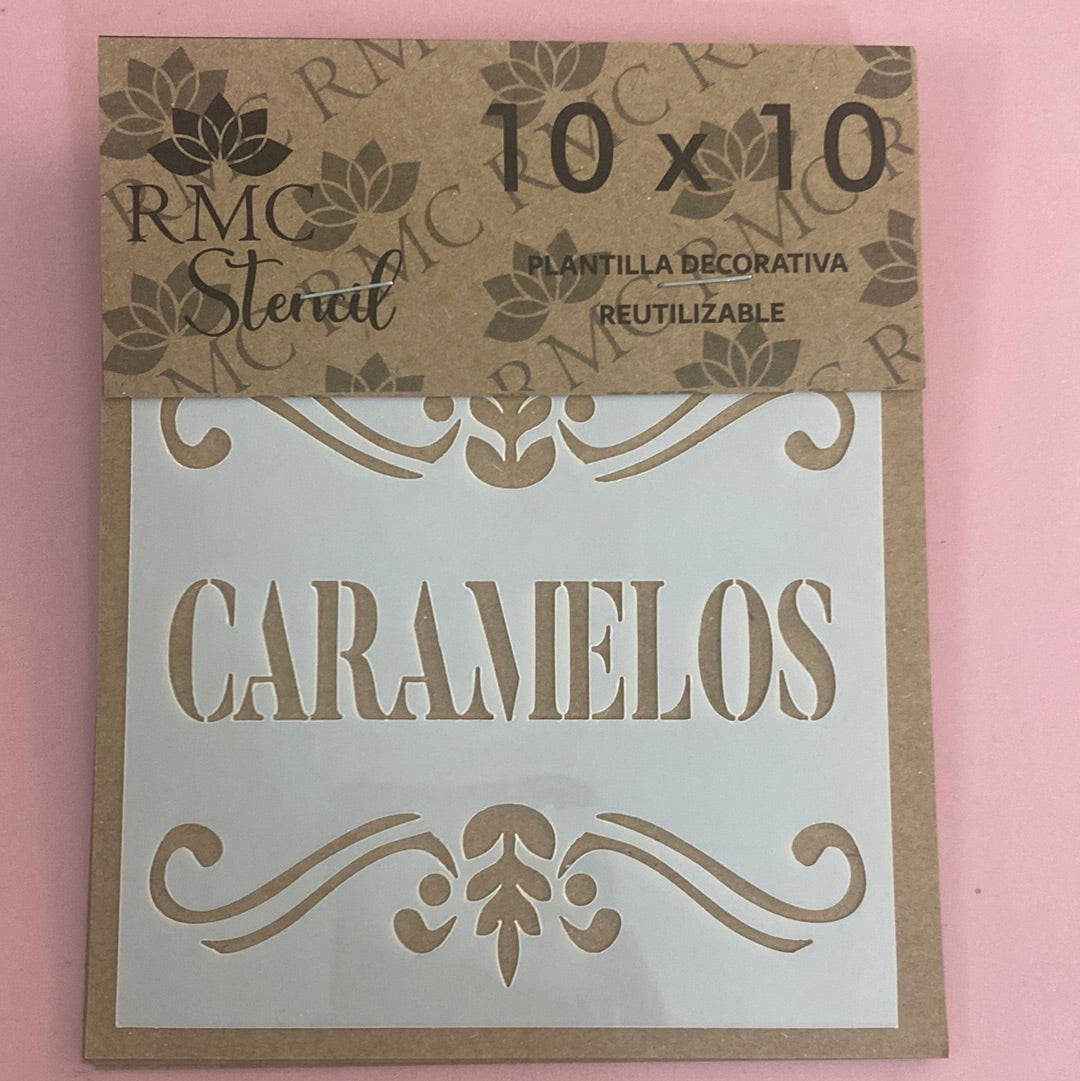 RMC
Stencil
10 x 10
PLANTILLA DECORATIVA
REUTILIZABLE
CARAMELOS